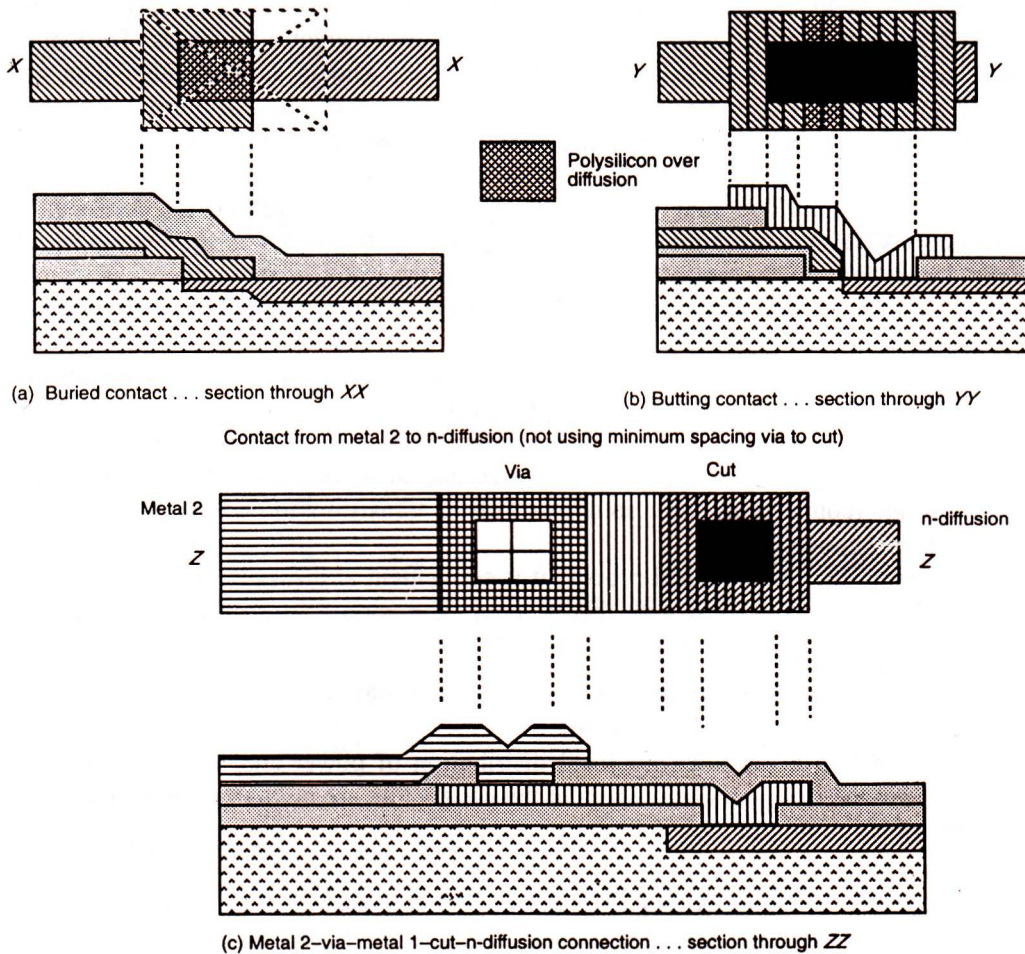 X
X
Y
Y
Polysilicon over
diffusion
(a) Buried contact . . . section through XX
(b) Butting contact . . . section through YY
Contact from metal 2 to n-diffusion (not using minimum spacing via to cut)
Via
Cut
Metal 2
n-diffusion
Z
Z
(c) Metal 2–via–metal 1–cut–n-diffusion connection . . . section through ZZ